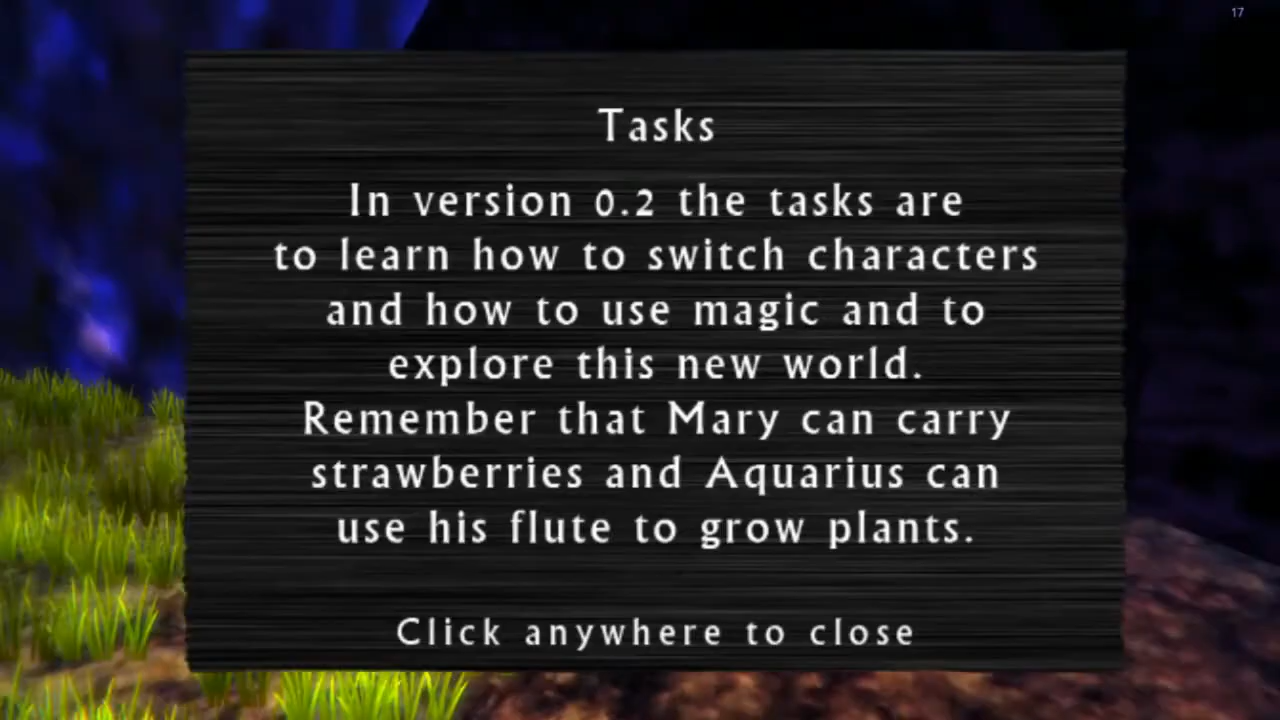 17
Tasks
In version 0.2 the tasks are
to learn how to switch characters
and how to use magic and to
explore this new world.
Remember that Mary can carry
strawberries and Aquarius can
use his flute to grow plants.
Click anywhere to close